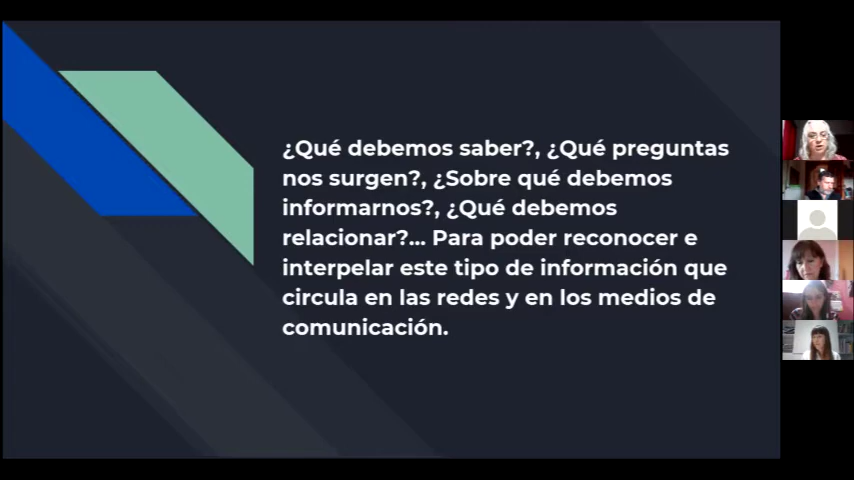 ¿Qué debemos saber?, ¿Qué preguntas
nos surgen?, ¿Sobre qué debemos
informarnos?, ¿Qué debemos
relacionar?... Para poder reconocer e
interpelar este tipo de información que
circula en las redes y en los medios de
comunicación.